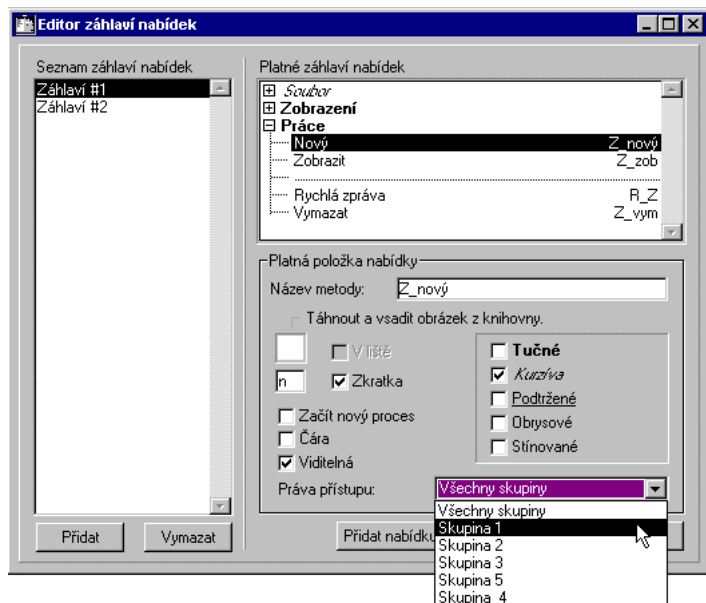 Editor záhlaví nabídek
Seznam záhlaví nabídek
Záhlaví #1
Záhlaví #2
Přidat
Vymazat
Platné záhlaví nabídek
Soubor
Zobrazení
Práce
Nový Z_nový
Zobrazit Z_zob
Rychlá zpráva R_Z
Vymazat Z_vym
Platná položka nabídky
Název metody: Z_nový
Táhnout a vsadit obrázek z knihovny.
V liště
n Zkratka
Začít nový proces
Čára
Viditelná
Tučné
Kurzíva
Podtržené
Obrysové
Stínované
Práva přístupu: Všechny skupiny
Všechny skupiny
Skupina 1
Skupina 2
Skupina 3
Skupina 5
Skupina 4
Přidat nabídku